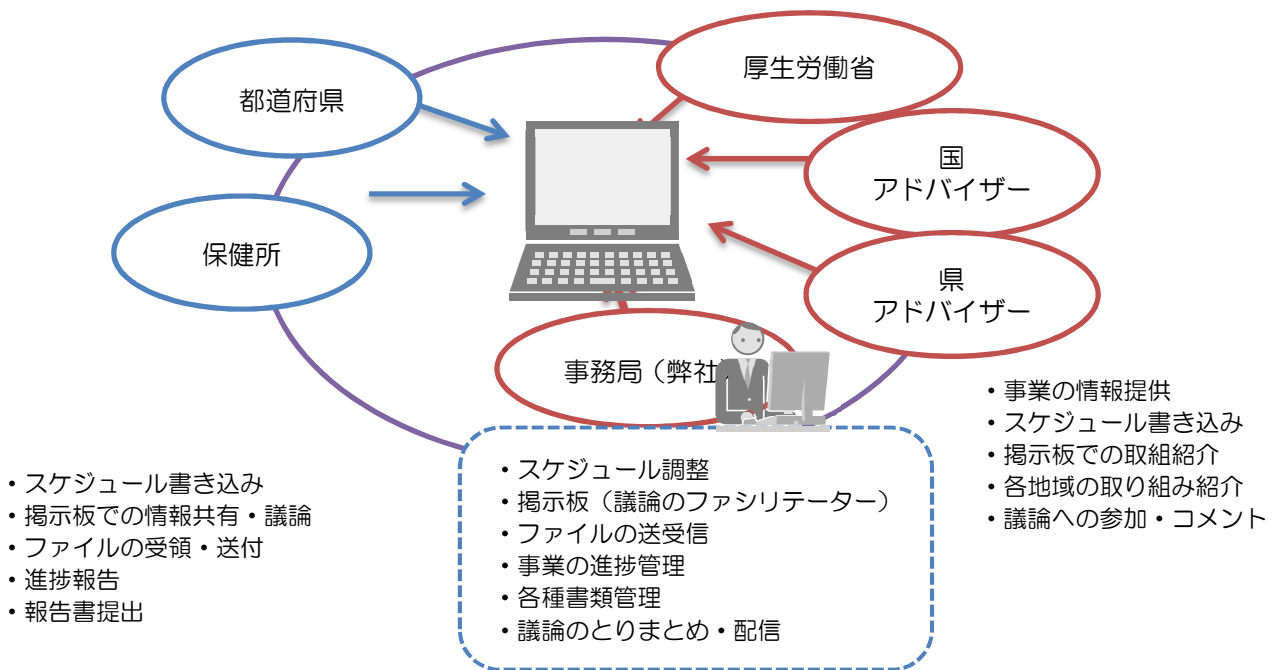 都道府県
厚生労働省
国
アドバイザー
保健所
県
アドバイザー
事務局（弊社）
・事業の情報提供
・スケジュール書き込み
・掲示板での取組紹介
・各地域の取り組み紹介
・議論への参加・コメント
・スケジュール書き込み
・掲示板での情報共有・議論
・ファイルの受領・送付
・進捗報告
・報告書提出
・スケジュール調整
・掲示板（議論のファシリテーター）
・ファイルの送受信
・事業の進捗管理
・各種書類管理
・議論のとりまとめ・配信